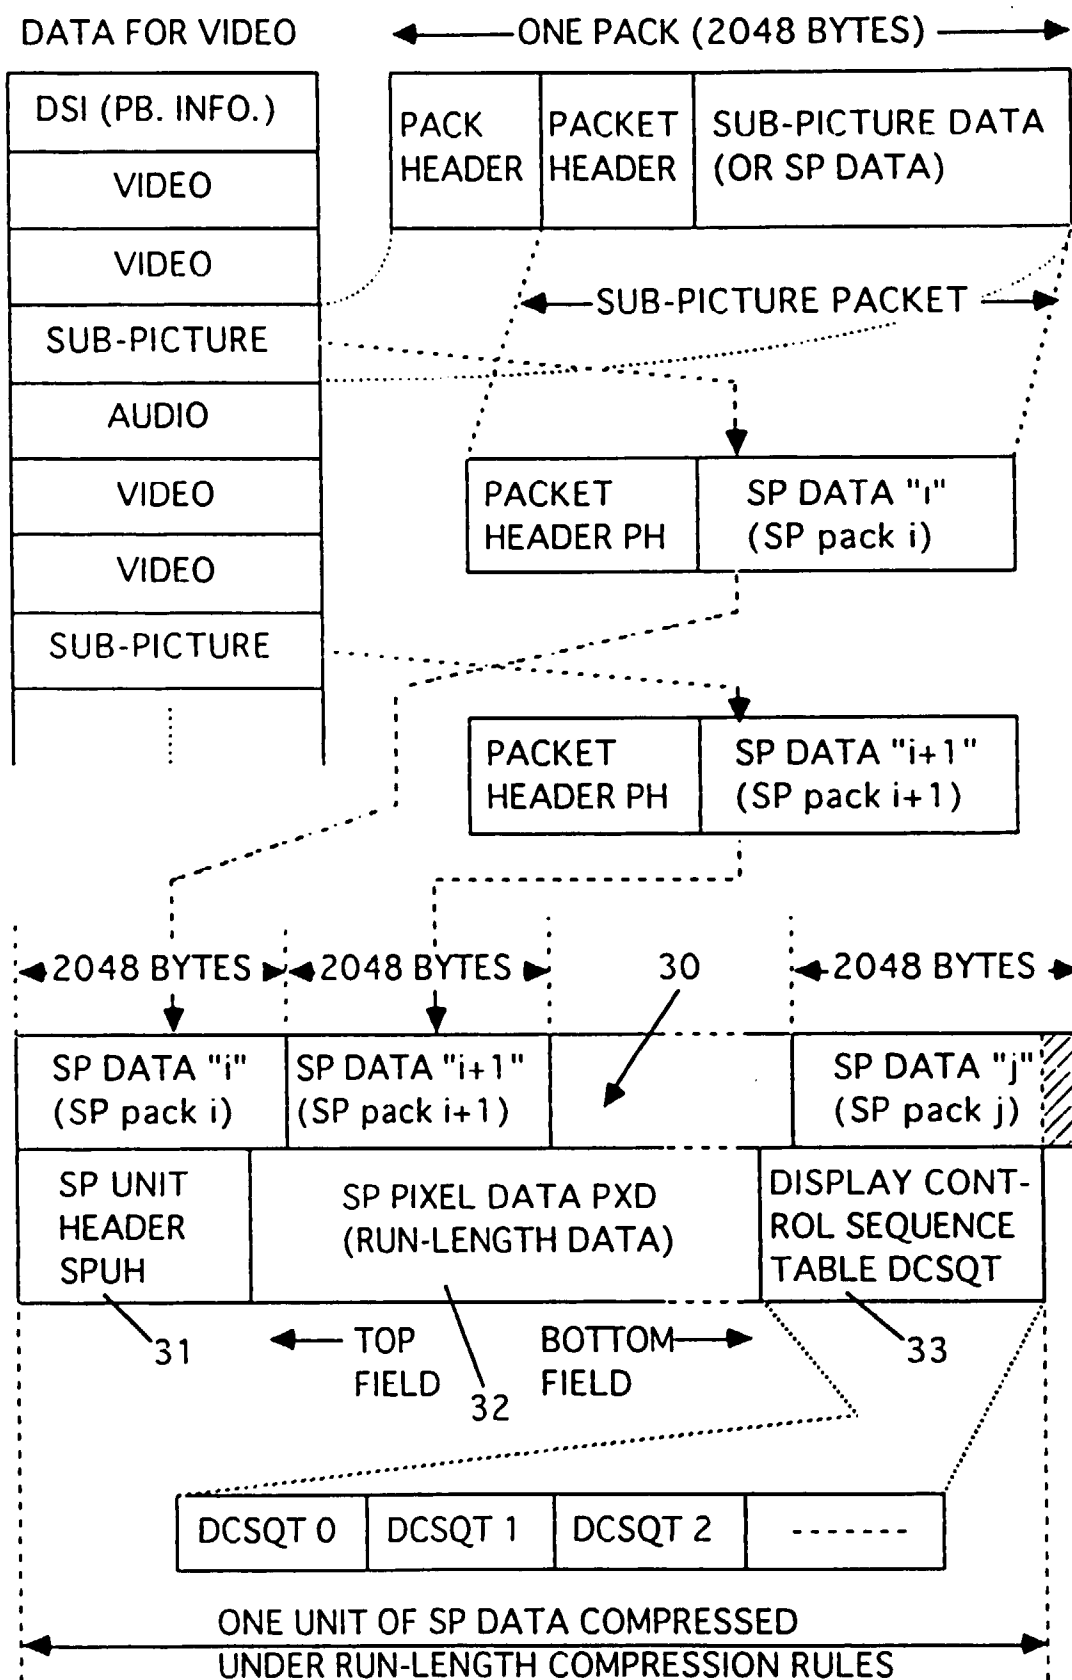 DATA FOR VIDEO
ONE PACK (2048 BYTES)
DSI (PB. INFO.)
VIDEO
VIDEO
SUB-PICTURE
AUDIO
VIDEO
VIDEO
SUB-PICTURE
PACK
HEADER
PACKET
HEADER
SUB-PICTURE DATA
(OR SP DATA)
SUB-PICTURE PACKET
PACKET
HEADER PH
SP DATA "i"
(SP pack i)
PACKET
HEADER PH
SP DATA "i+1"
(SP pack i+1)
2048 BYTES
2048 BYTES
30
2048 BYTES
SP DATA "i"
(SP pack i)
SP DATA "i+1"
(SP pack i+1)
SP DATA "j"
(SP pack j)
SP UNIT
HEADER
SPUH
SP PIXEL DATA PXD
(RUN-LENGTH DATA)
DISPLAY CONT-
ROL SEQUENCE
TABLE DCSQT
31
TOP
FIELD
32
BOTTOM
FIELD
33
DCSQT 0
DCSQT 1
DCSQT 2
--------
ONE UNIT OF SP DATA COMPRESSED
UNDER RUN-LENGTH COMPRESSION RULES